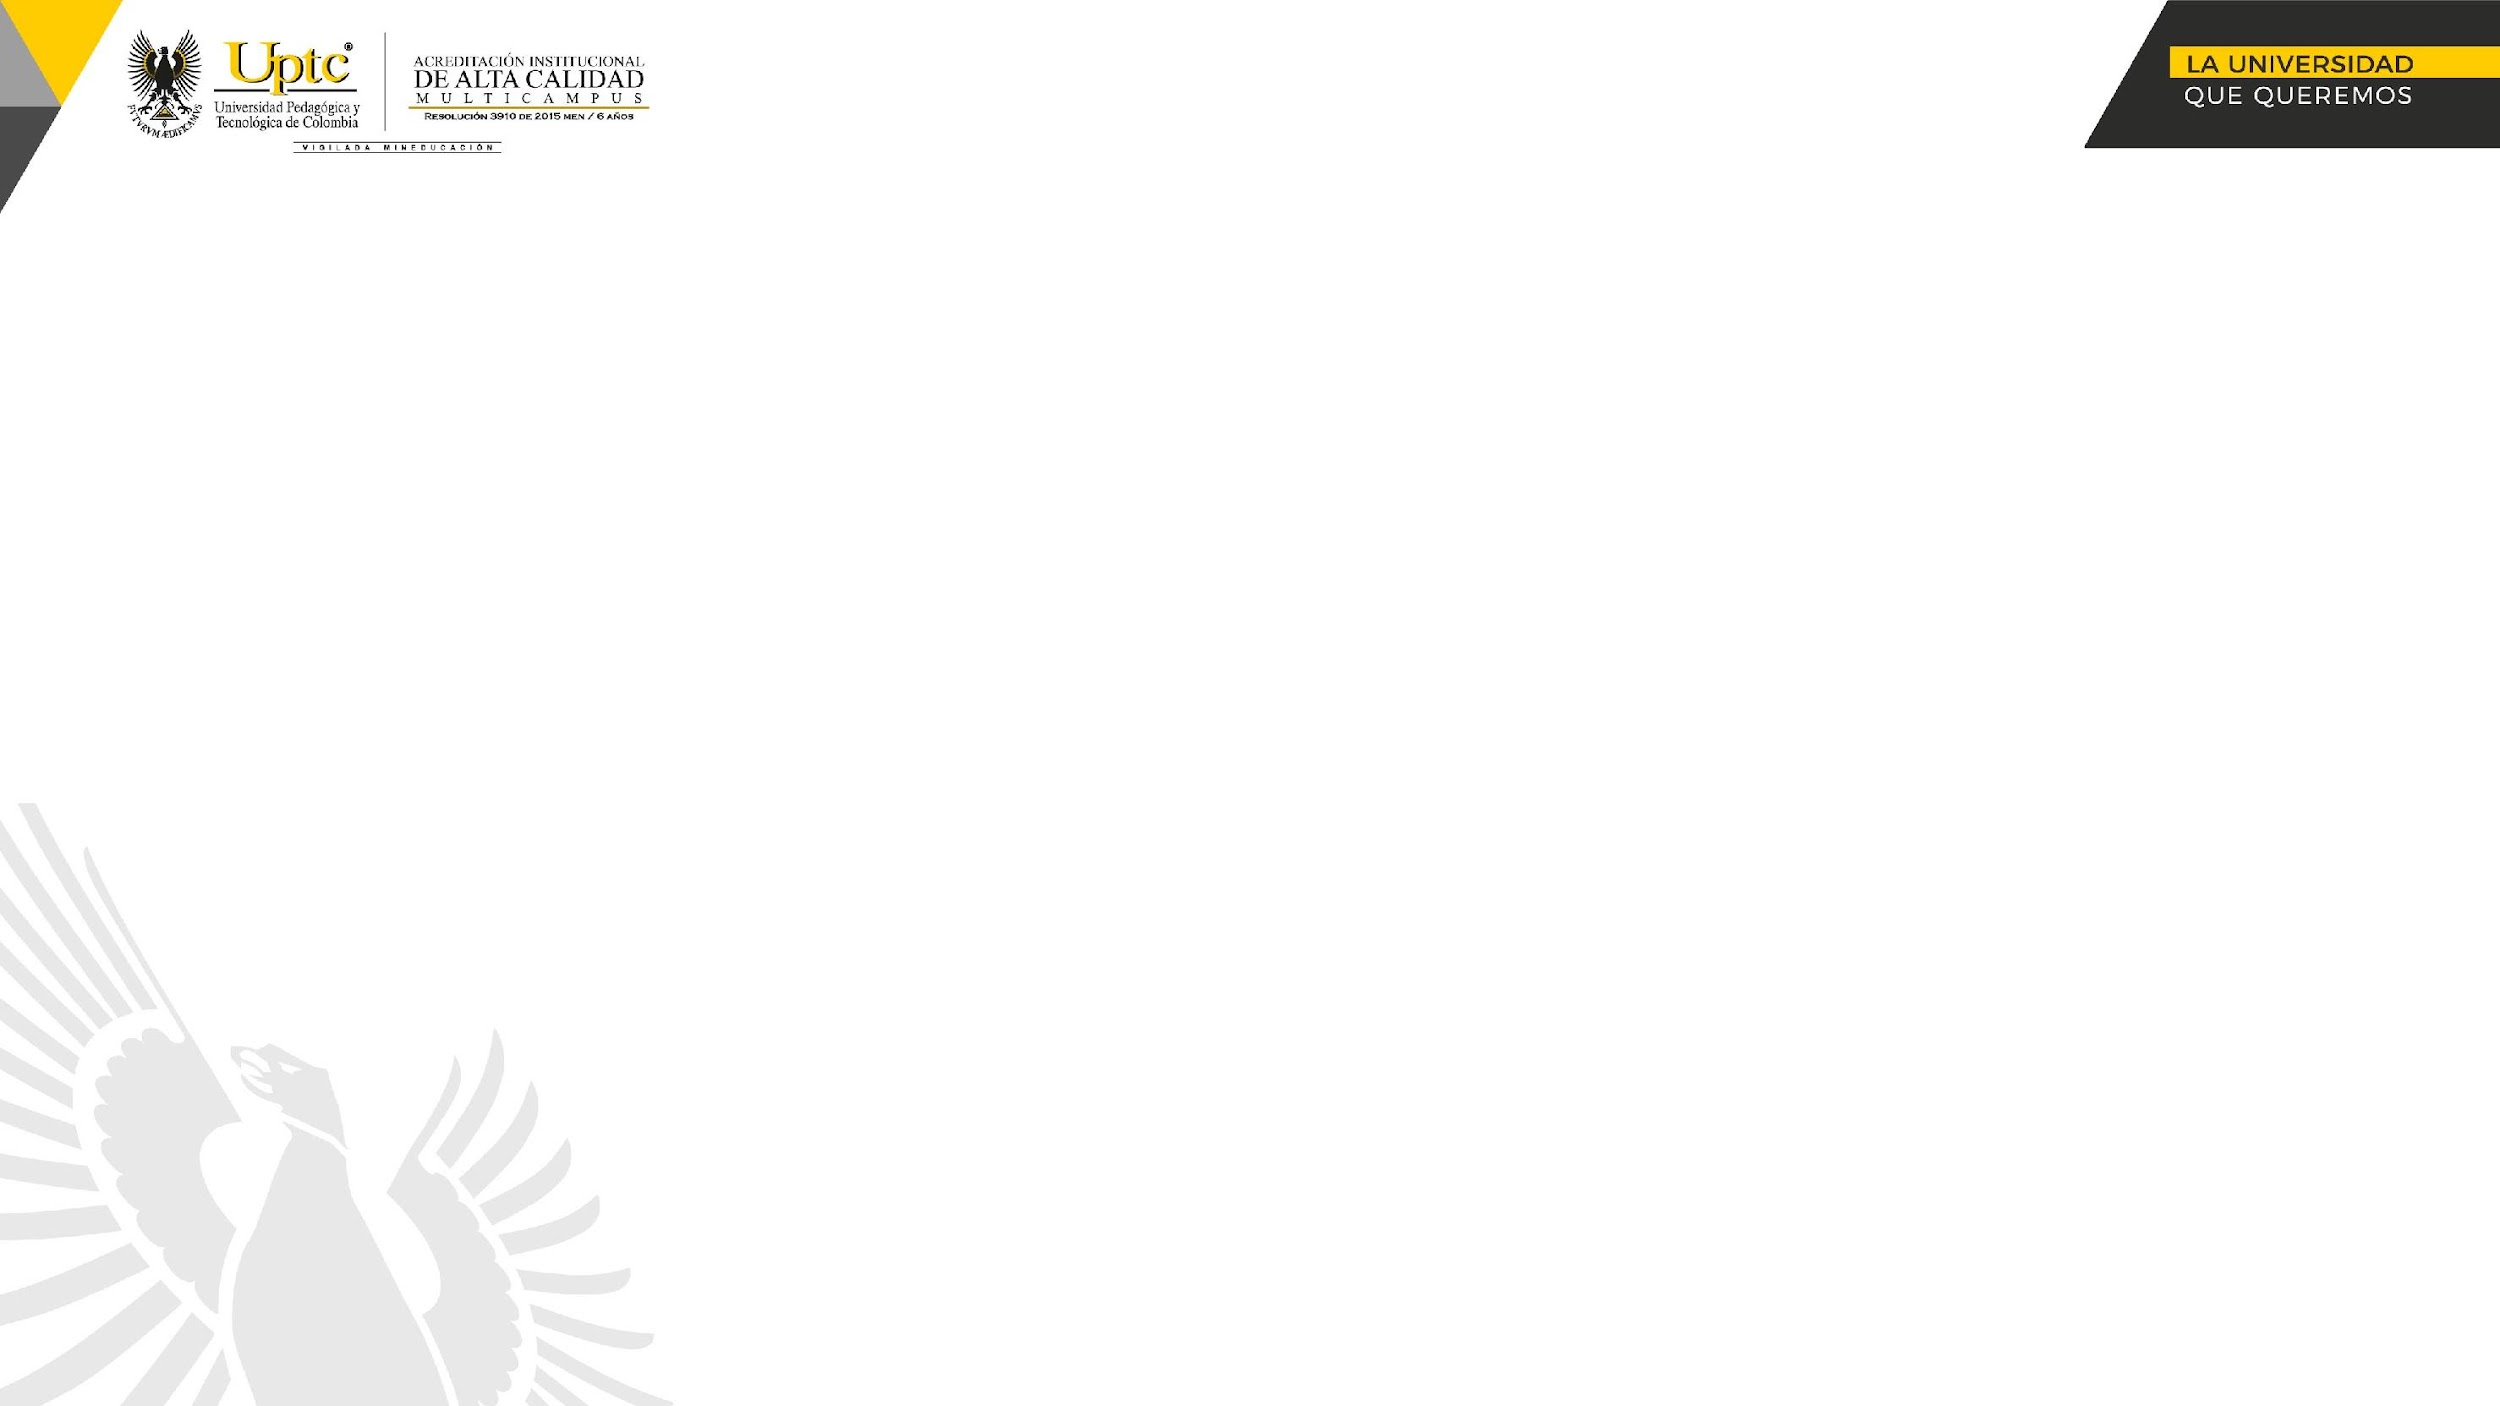 Uptc®
Universidad Pedagógica y
Tecnológica de Colombia
ACREDITACIÓN INSTITUCIONAL
DE ALTA CALIDAD
MULTICAMPUS
RESOLUCIÓN 3910 DE 2015 MEN / 6 AÑOS
VIGILADA MINEDUCACIÓN
LA UNIVERSIDAD
QUE QUEREMOS